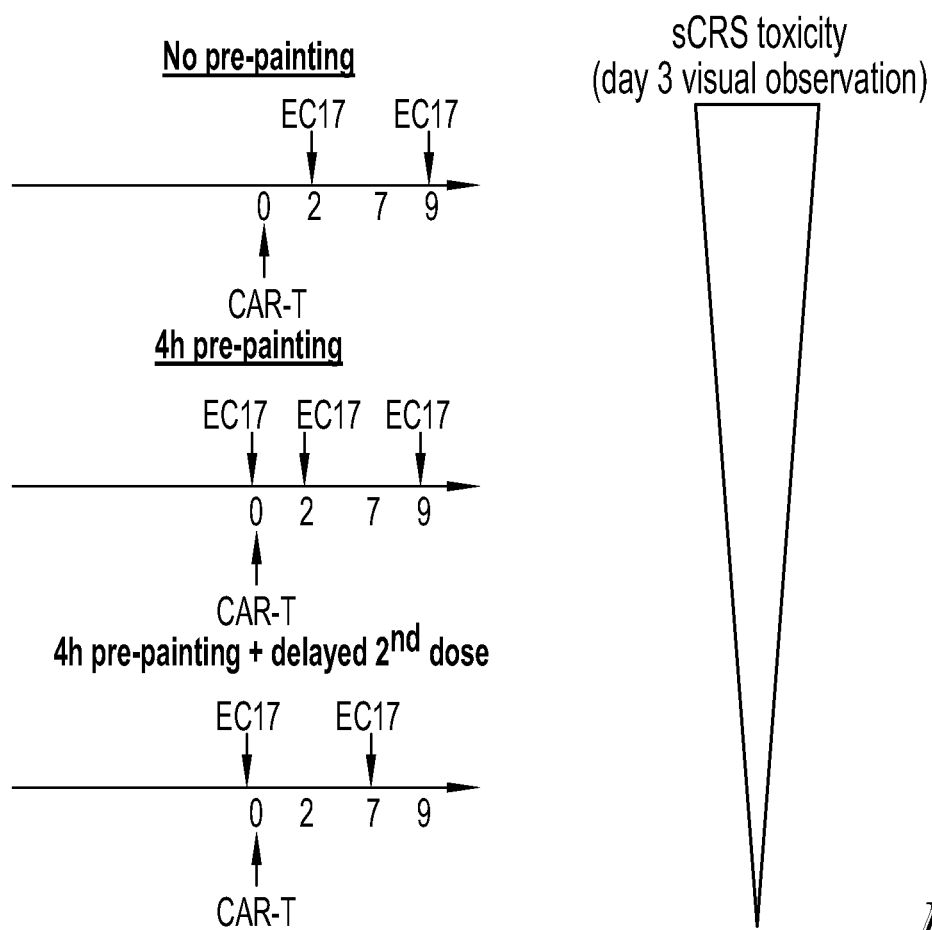 No pre-painting
EC17 EC17
0 2 7 9
CAR-T
4h pre-painting
EC17 EC17 EC17
0 2 7 9
CAR-T
4h pre-painting + delayed 2nd dose
EC17 EC17
0 2 7 9
CAR-T
sCRS toxicity
(day 3 visual observation)